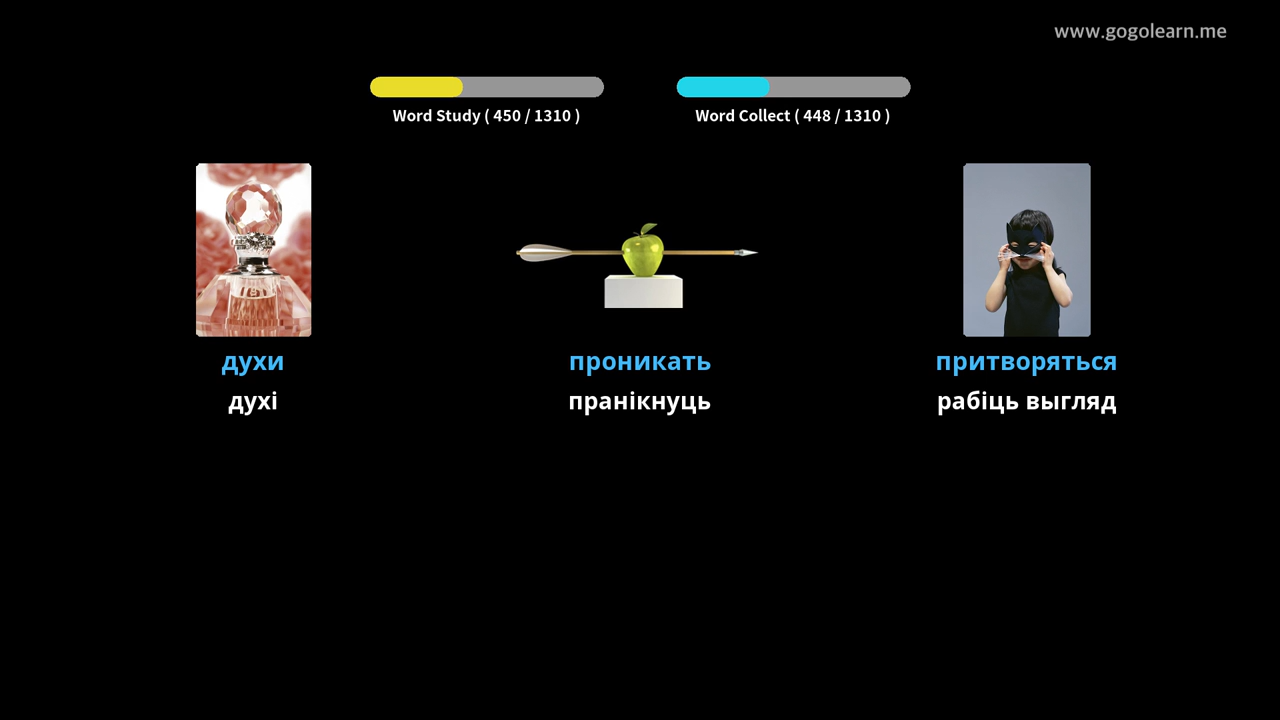 www.gogolearn.me
Word Study ( 450 / 1310 )
Word Collect ( 448 / 1310 )
духи
проникать
притворяться
духі
пранікнуць
рабіць выгляд